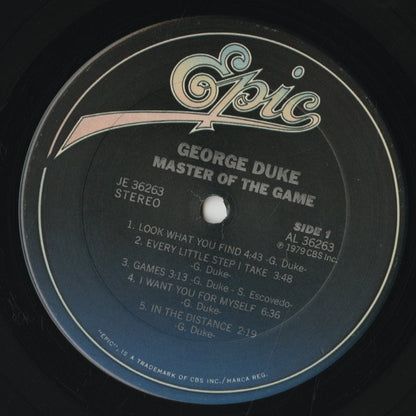 Epic
GEORGE DUKE
MASTER OF THE GAME
JE 36263
STEREO
SIDE 1
AL 36263
℗ 1979 CBS Inc.
1. LOOK WHAT YOU FIND 4:43 -G. Duke-
2. EVERY LITTLE STEP I TAKE 3:48
-G. Duke-
3. GAMES 3:13 -G. Duke - S. Escovedo-
4. I WANT YOU FOR MYSELF 6:36
-G. Duke-
5. IN THE DISTANCE 2:19
-G. Duke-
"EPIC", IS A TRADEMARK OF CBS INC./MARCA REG.